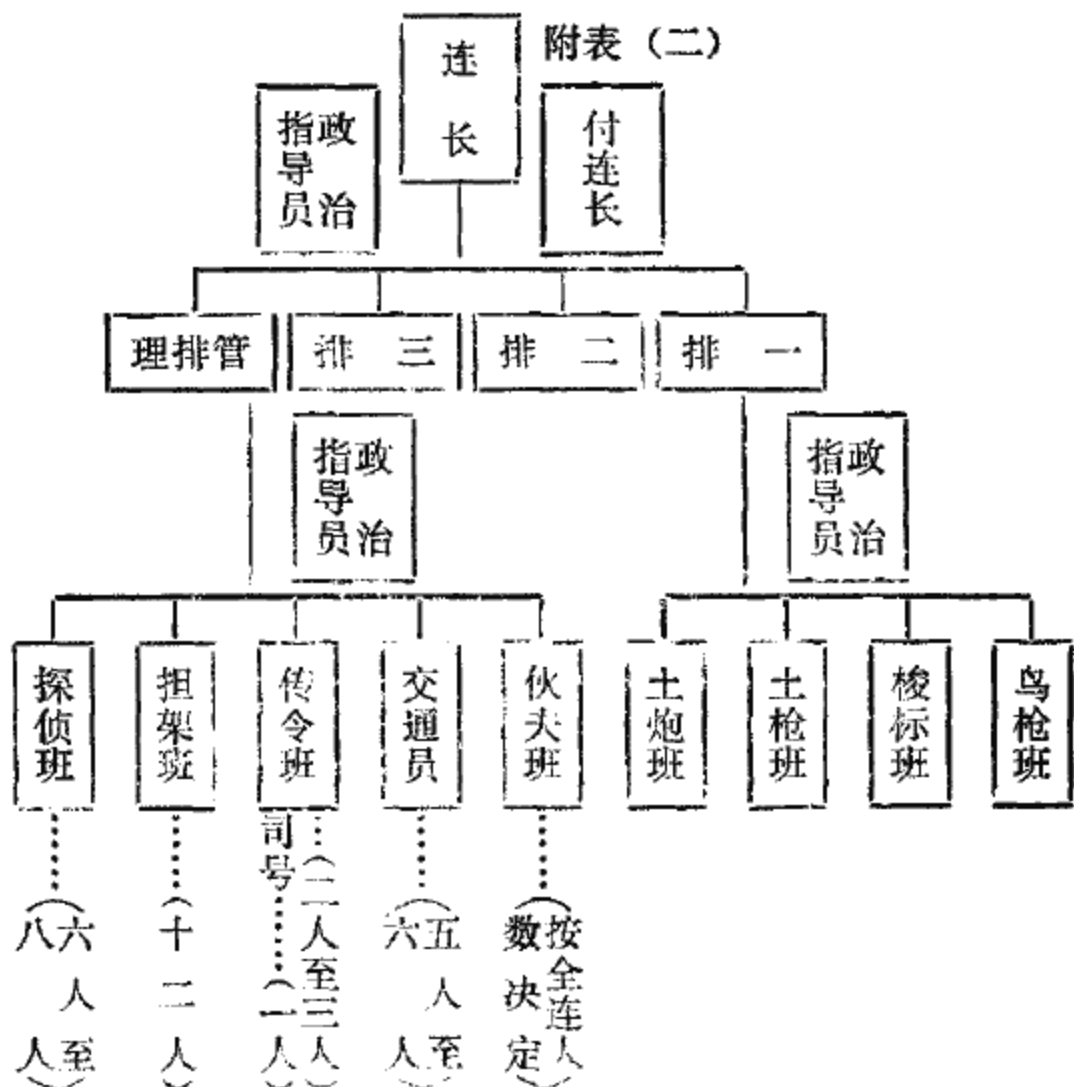 附表（二）
连长
付连长
政治
指导员
一排
二排
三排
管排理
政治
指导员
政治
指导员
鸟枪班
梭标班
土枪班
土炮班
伙夫班
（按全连人
数决定）
交通员
（五人至
六人）
传令班
（二人至三人）
司号
（一人）
担架班
（十二人）
探侦班
（六人至
八人）